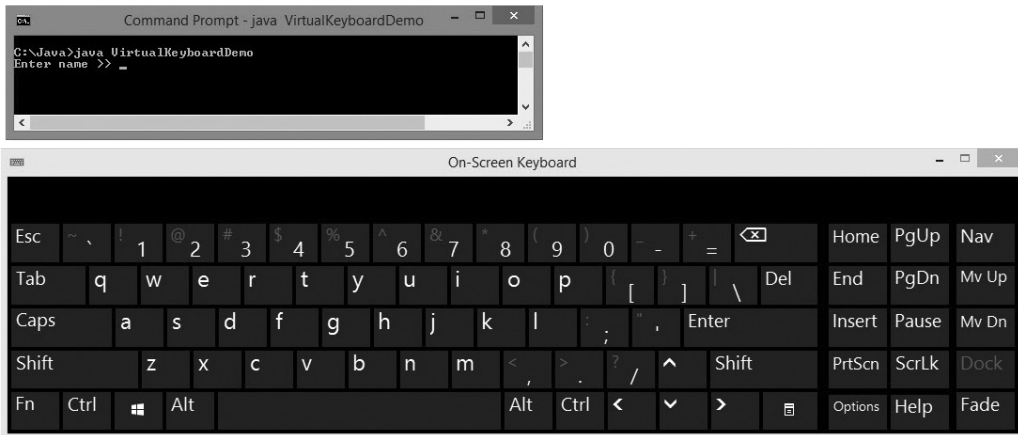 Command Prompt - java VirtualKeyboardDemo
C:\Java>java VirtualKeyboardDemo
Enter name >> _
On-Screen Keyboard
Esc ~ ` ! 1 @ 2 # 3 $ 4 % 5 ^ 6 & 7 * 8 ( 9 ) 0 _ - + = Home PgUp Nav
Tab q w e r t y u i o p { [ } ] | \ Del End PgDn Mv Up
Caps a s d f g h j k l : ; " ' Enter Insert Pause Mv Dn
Shift z x c v b n m < , > . ? / ^ Shift PrtScn ScrLk Dock
Fn Ctrl Alt Alt Ctrl < > Options Help Fade